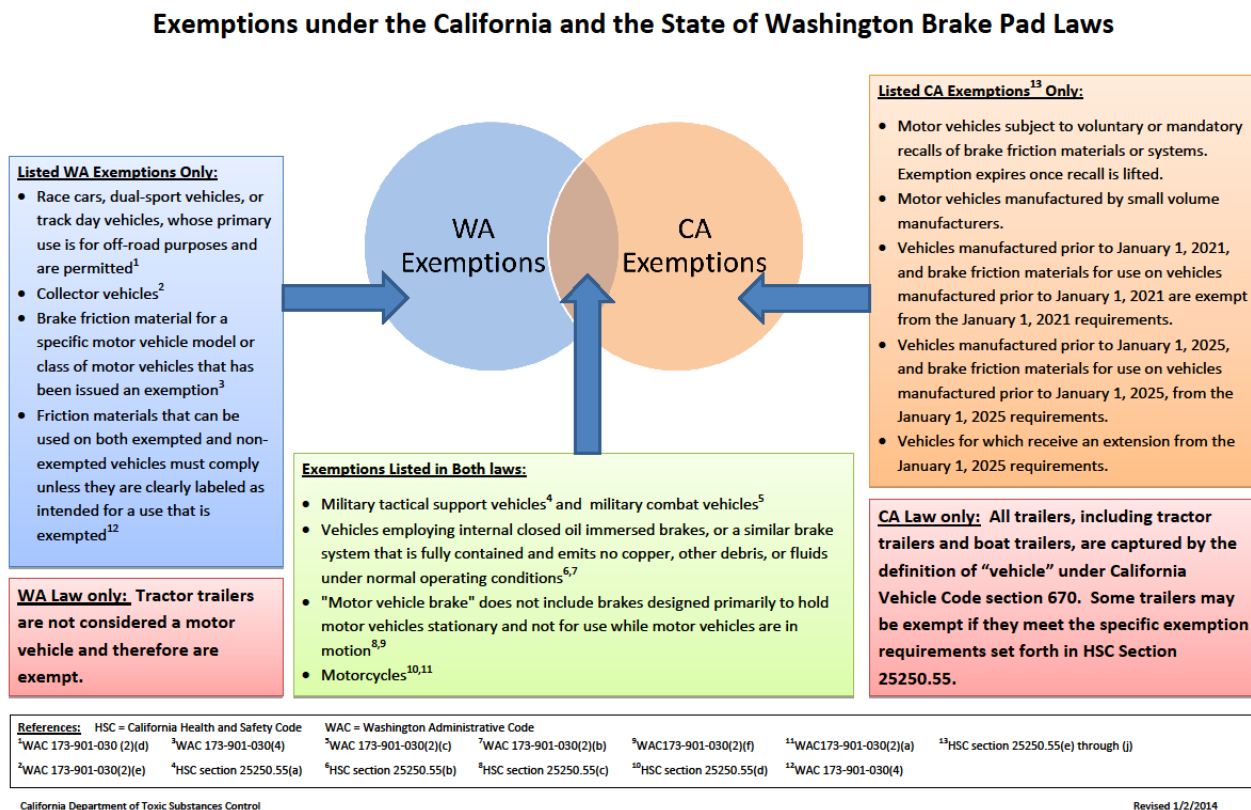 Exemptions under the California and the State of Washington Brake Pad Laws
Listed WA Exemptions Only:
• Race cars, dual-sport vehicles, or
track day vehicles, whose primary
use is for off-road purposes and
are permitted1
• Collector vehicles2
• Brake friction material for a
specific motor vehicle model or
class of motor vehicles that has
been issued an exemption3
• Friction materials that can be
used on both exempted and non-
exempted vehicles must comply
unless they are clearly labeled as
intended for a use that is
exempted12
WA Law only: Tractor trailers
are not considered a motor
vehicle and therefore are
exempt.
WA
Exemptions
CA
Exemptions
Exemptions Listed in Both laws:
• Military tactical support vehicles4 and military combat vehicles5
• Vehicles employing internal closed oil immersed brakes, or a similar brake
system that is fully contained and emits no copper, other debris, or fluids
under normal operating conditions6,7
• "Motor vehicle brake" does not include brakes designed primarily to hold
motor vehicles stationary and not for use while motor vehicles are in
motion8,9
• Motorcycles10,11
Listed CA Exemptions13 Only:
• Motor vehicles subject to voluntary or mandatory
recalls of brake friction materials or systems.
Exemption expires once recall is lifted.
• Motor vehicles manufactured by small volume
manufacturers.
• Vehicles manufactured prior to January 1, 2021,
and brake friction materials for use on vehicles
manufactured prior to January 1, 2021 are exempt
from the January 1, 2021 requirements.
• Vehicles manufactured prior to January 1, 2025,
and brake friction materials for use on vehicles
manufactured prior to January 1, 2025, from the
January 1, 2025 requirements.
• Vehicles for which receive an extension from the
January 1, 2025 requirements.
CA Law only: All trailers, including tractor
trailers and boat trailers, are captured by the
definition of “vehicle” under California
Vehicle Code section 670. Some trailers may
be exempt if they meet the specific exemption
requirements set forth in HSC Section
25250.55.
References: HSC = California Health and Safety Code WAC = Washington Administrative Code
1WAC 173-901-030 (2)(d) 3WAC 173-901-030(4) 5WAC 173-901-030(2)(c) 7WAC 173-901-030(2)(b) 9WAC173-901-030(2)(f) 11WAC173-901-030(2)(a) 13HSC section 25250.55(e) through (j)
2WAC 173-901-030(2)(e) 4HSC section 25250.55(a) 6HSC section 25250.55(b) 8HSC section 25250.55(c) 10HSC section 25250.55(d) 12WAC 173-901-030(4)
California Department of Toxic Substances Control Revised 1/2/2014